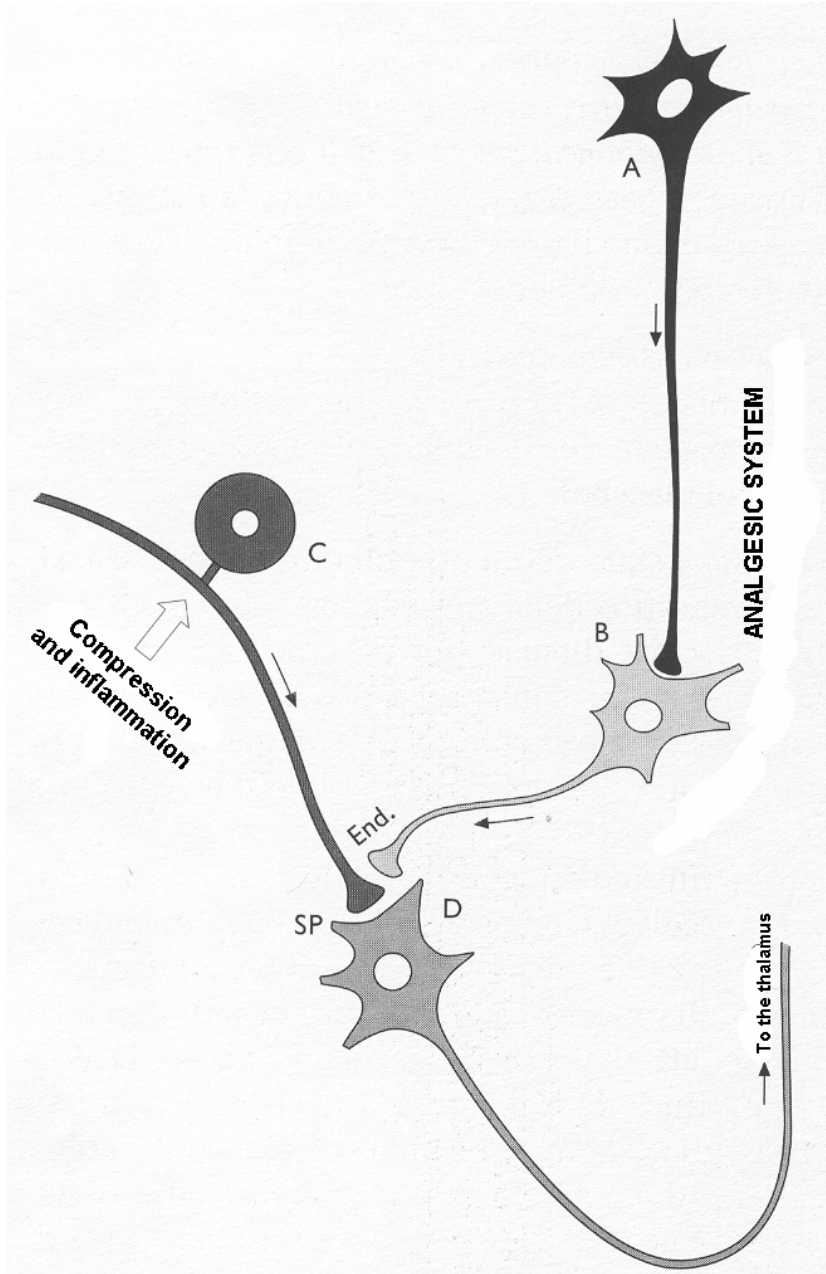 A
ANALGESIC SYSTEM
C
Compression
and inflammation
B
End.
SP
D
To the thalamus